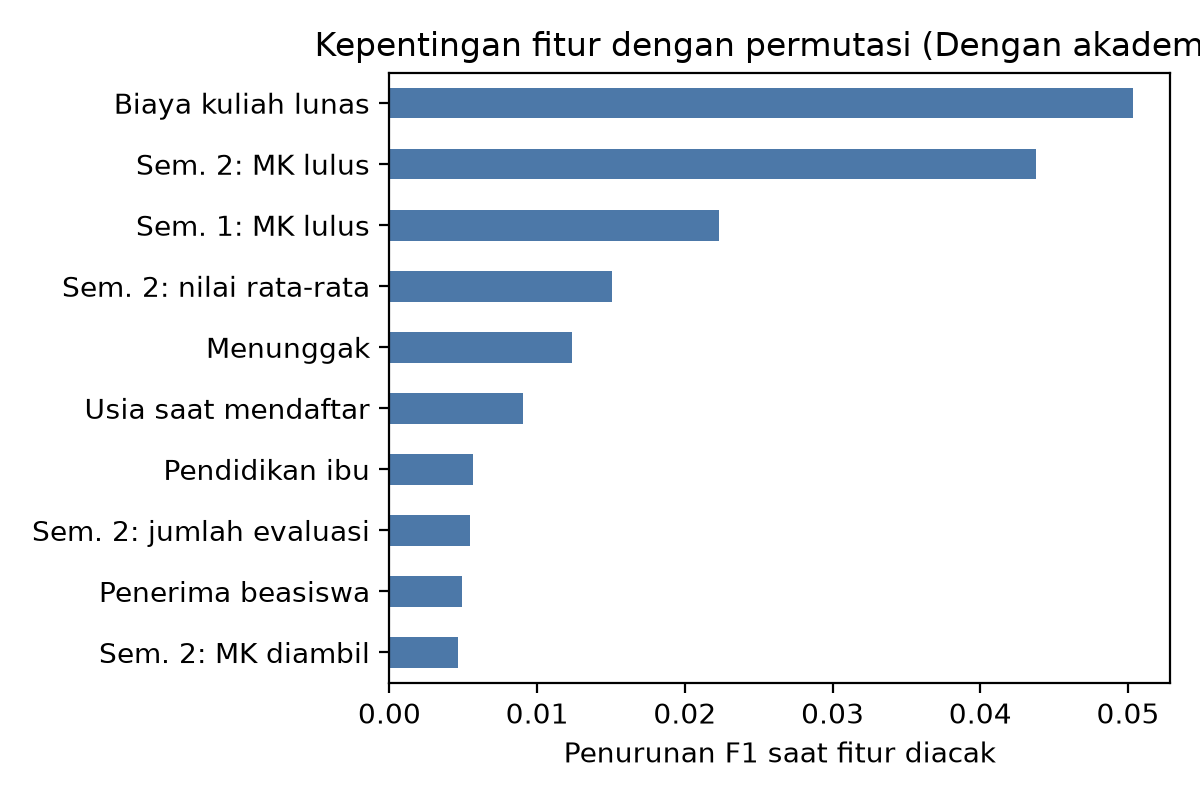 Kepentingan fitur dengan permutasi (Dengan akadem
Biaya kuliah lunas
Sem. 2: MK lulus
Sem. 1: MK lulus
Sem. 2: nilai rata-rata
Menunggak
Usia saat mendaftar
Pendidikan ibu
Sem. 2: jumlah evaluasi
Penerima beasiswa
Sem. 2: MK diambil
0.00 0.01 0.02 0.03 0.04 0.05
Penurunan F1 saat fitur diacak